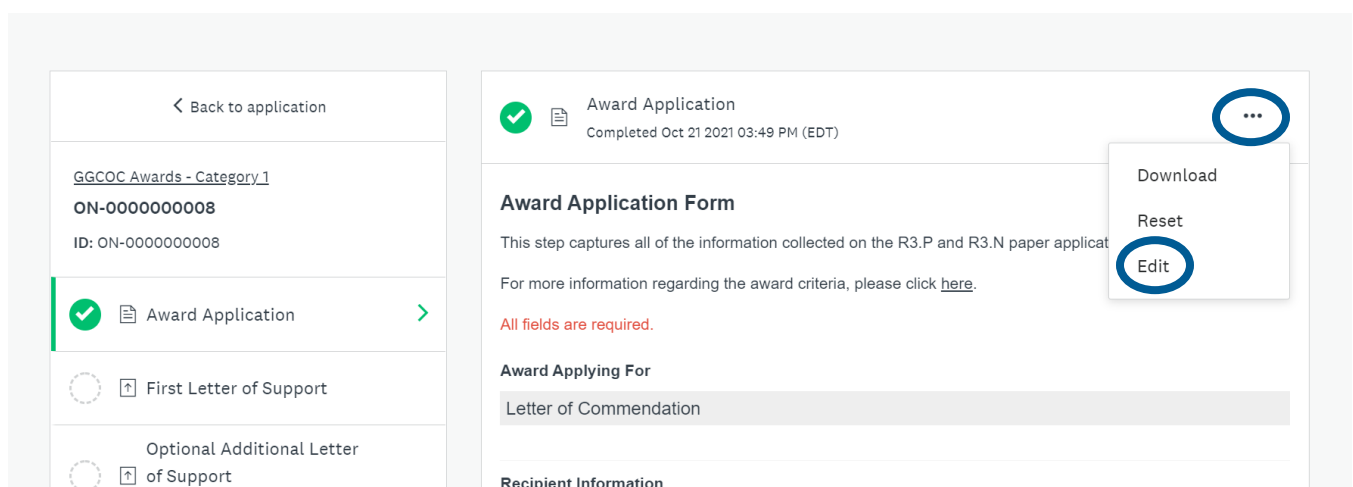 Back to application
GGCOC Awards - Category 1
ON-0000000008
ID: ON-0000000008
Award Application
First Letter of Support
Optional Additional Letter
of Support
Award Application
Completed Oct 21 2021 03:49 PM (EDT)
Download
Reset
Edit
Award Application Form
This step captures all of the information collected on the R3.P and R3.N paper applicat
For more information regarding the award criteria, please click here.
All fields are required.
Award Applying For
Letter of Commendation
Recipient Information